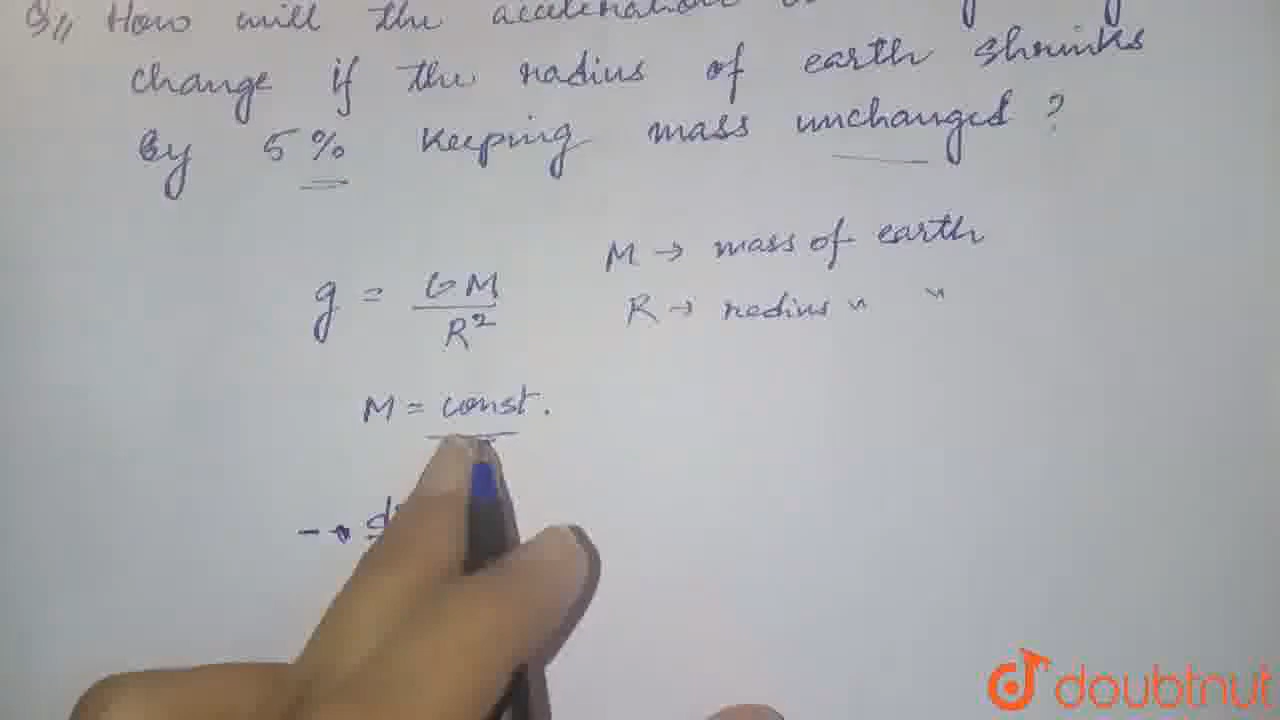 Q// How will the acceleration
change if the radius of earth shrinks
by 5% keeping mass unchanged ?
M → mass of earth
g = GM / R²
R → radius " "
M = const.
doubtnut